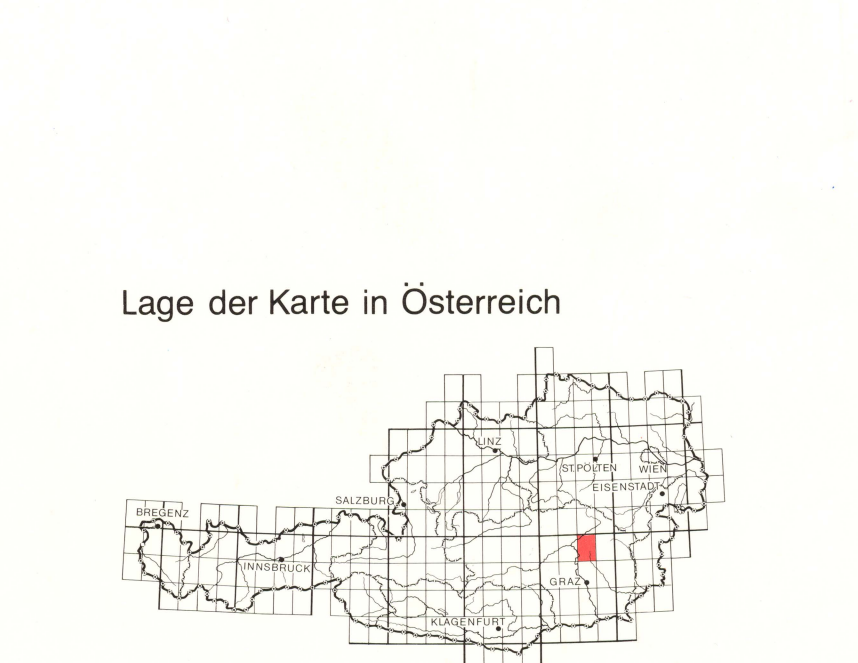 Lage der Karte in Österreich
LINZ
ST. PÖLTEN WIEN
EISENSTADT
SALZBURG
BREGENZ
INNSBRUCK
GRAZ
KLAGENFURT